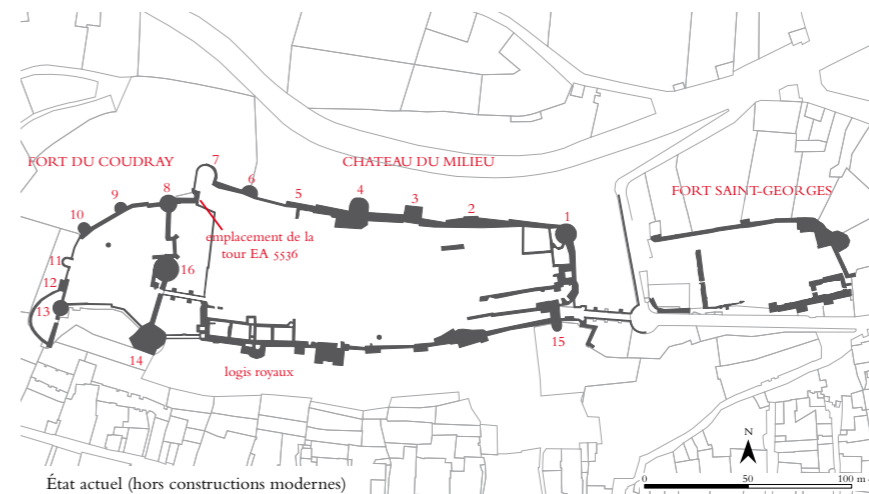 7
FORT DU COUDRAY
CHATEAU DU MILIEU
6
8
5
4
FORT SAINT-GEORGES
9
3
2
10
1
emplacement de la
tour EA 5536
11
16
12
13
14
15
logis royaux
N
État actuel (hors constructions modernes)
0 50 100 m